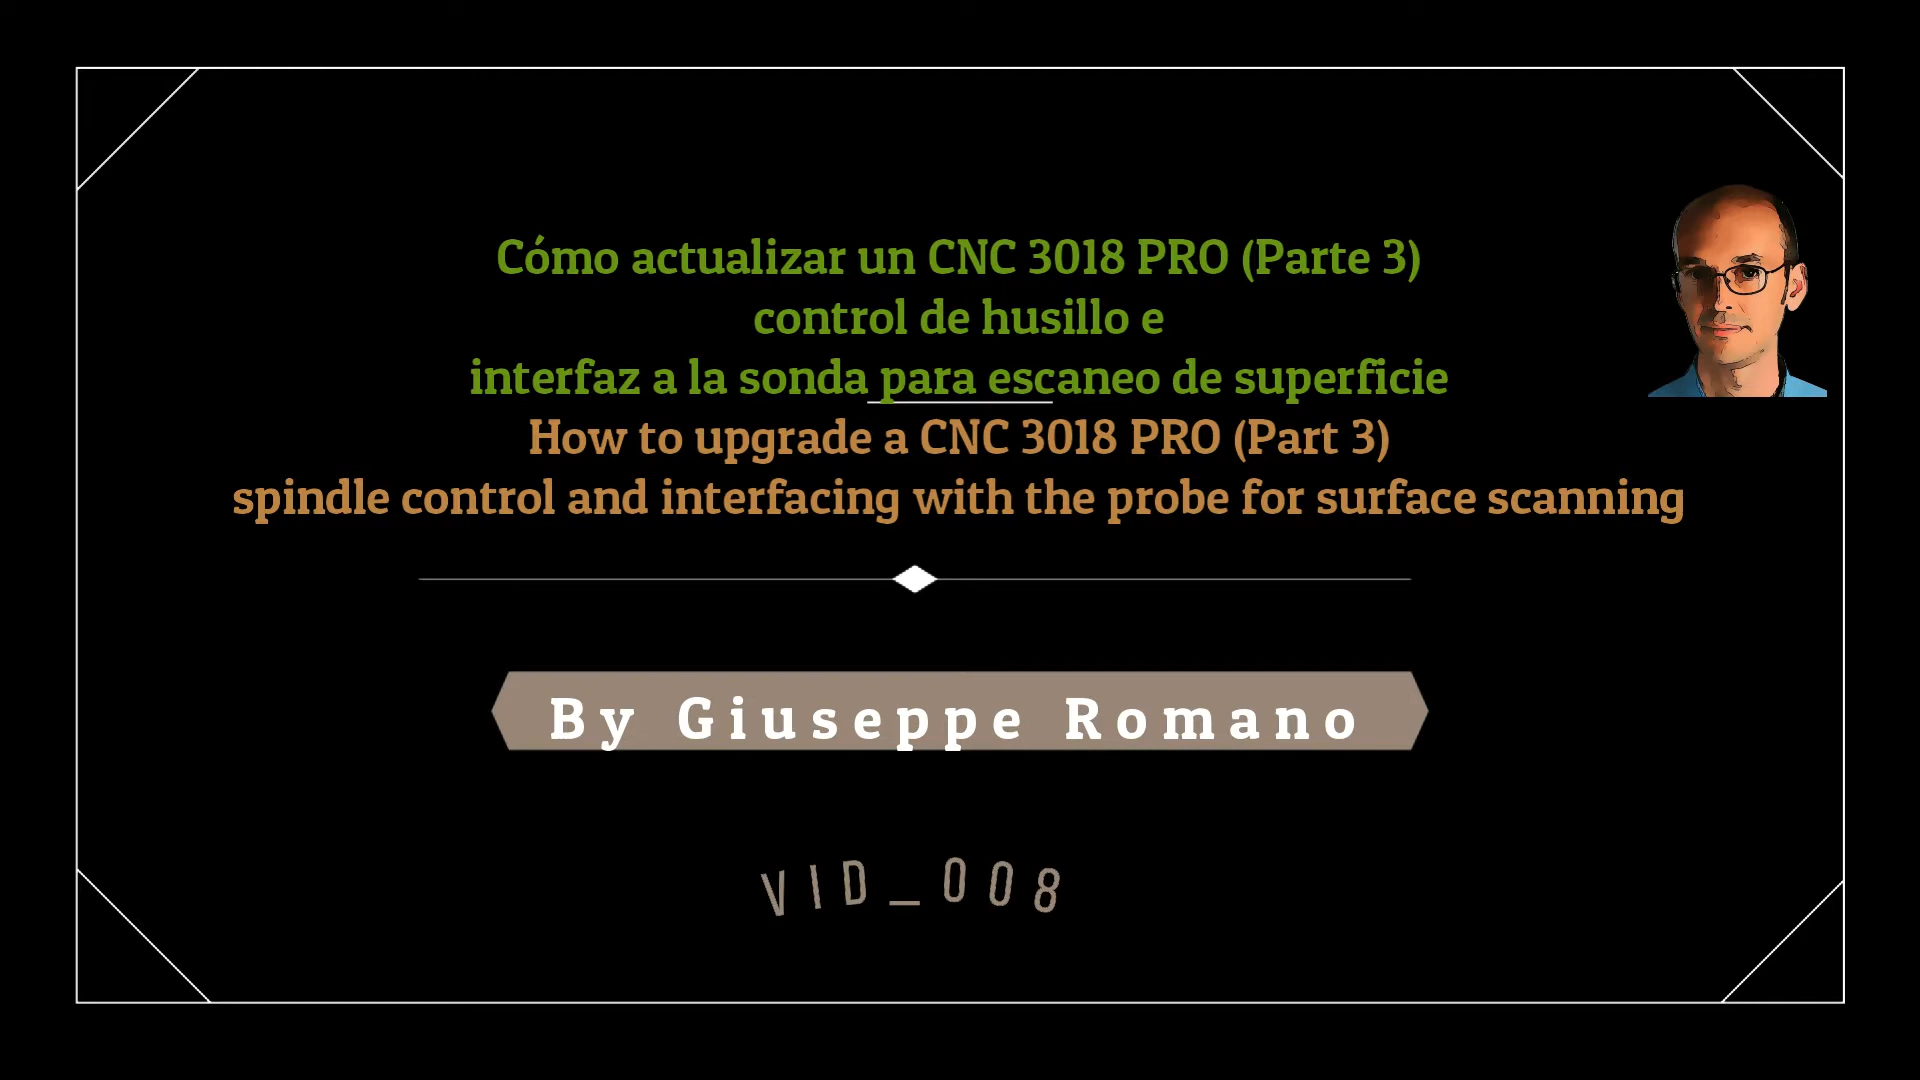 Cómo actualizar un CNC 3018 PRO (Parte 3)
control de husillo e
interfaz a la sonda para escaneo de superficie
How to upgrade a CNC 3018 PRO (Part 3)
spindle control and interfacing with the probe for surface scanning
By Giuseppe Romano
VID_008